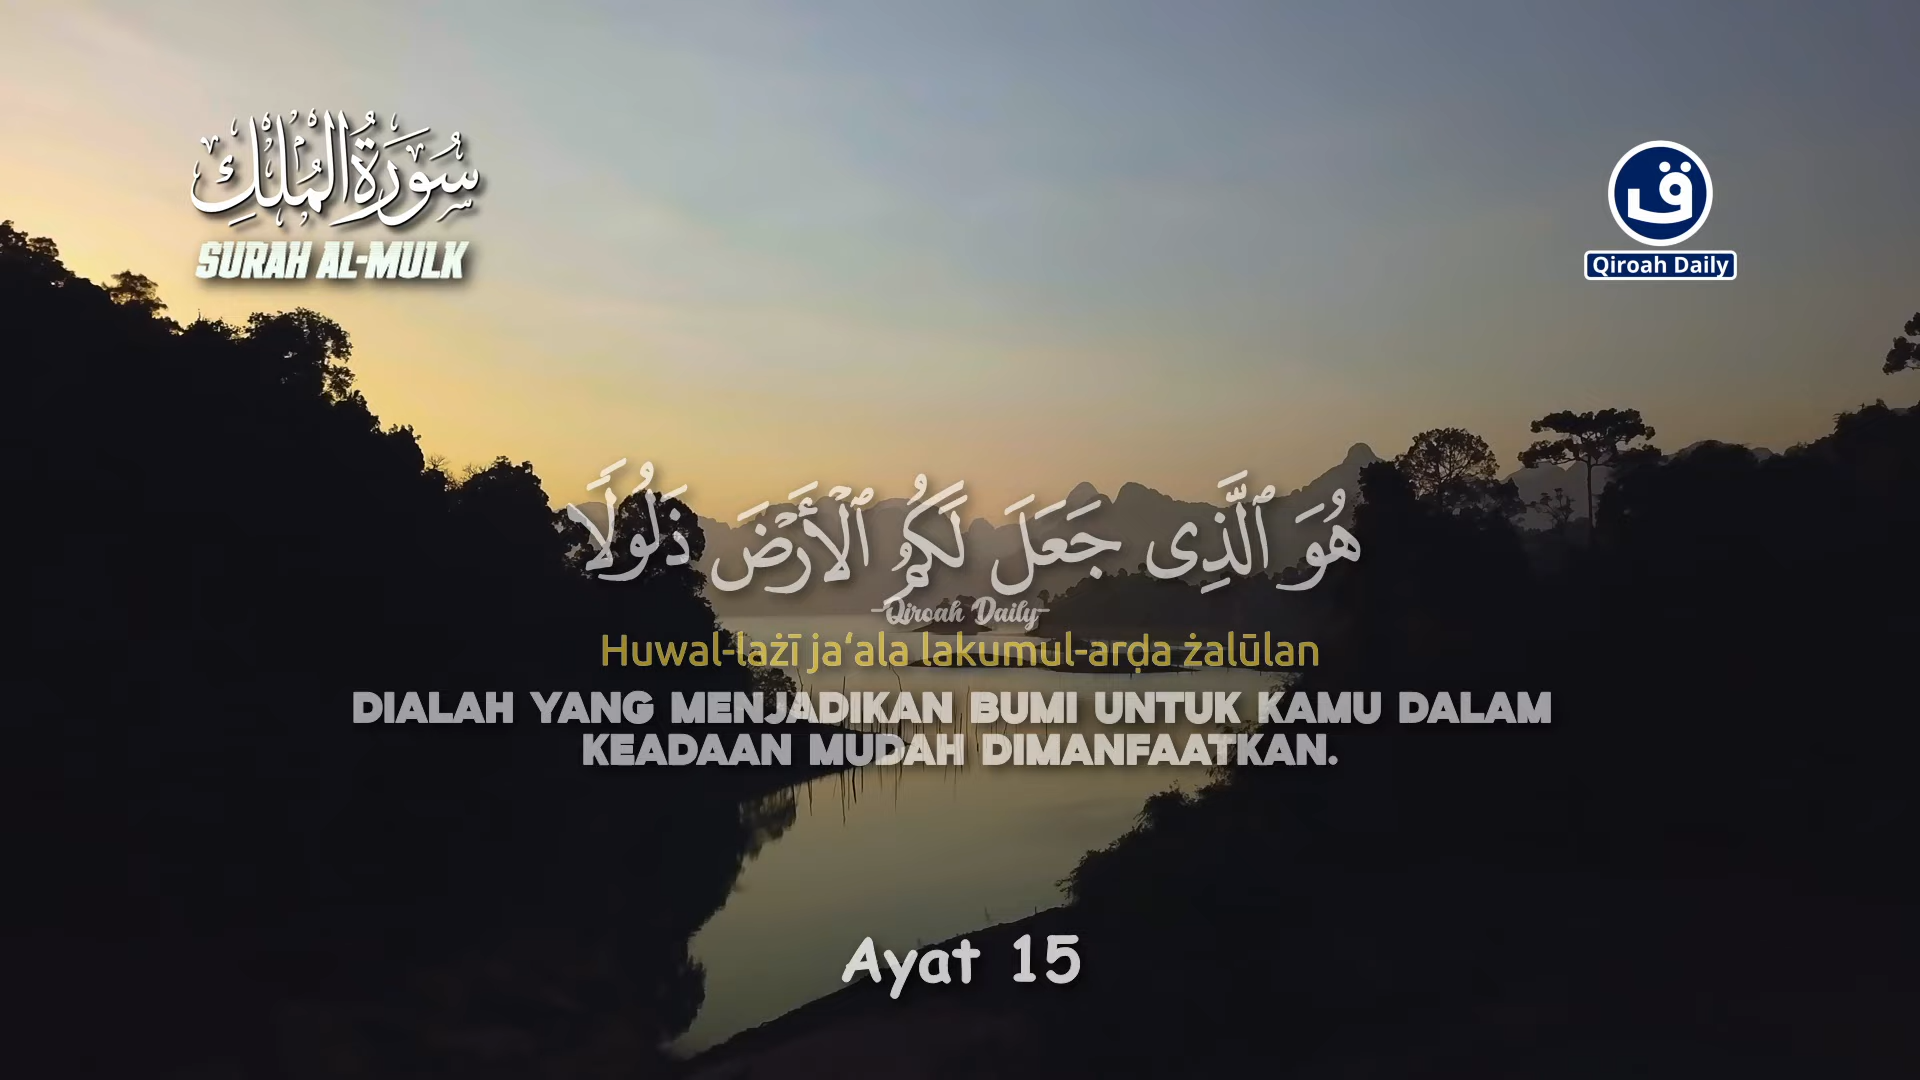 سُورَةُ الْمُلْكِ
SURAH AL-MULK
ق
Qiroah Daily
هُوَ ٱلَّذِى جَعَلَ لَكُمُ ٱلْأَرْضَ ذَلُولًا
-Qiroah Daily-
Huwal-lażī ja‘ala lakumul-arḍa żalūlan
DIALAH YANG MENJADIKAN BUMI UNTUK KAMU DALAM
KEADAAN MUDAH DIMANFAATKAN.
Ayat 15